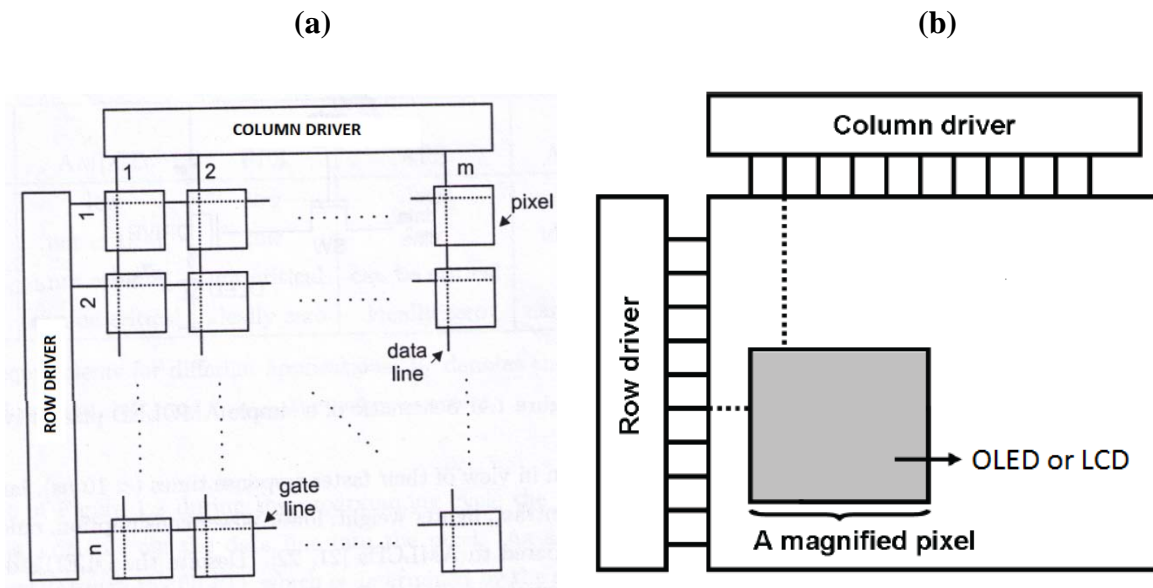 (a)
(b)
COLUMN DRIVER
1
2
m
ROW DRIVER
1
pixel
2
data
line
gate
line
n
Column driver
Row driver
OLED or LCD
A magnified pixel